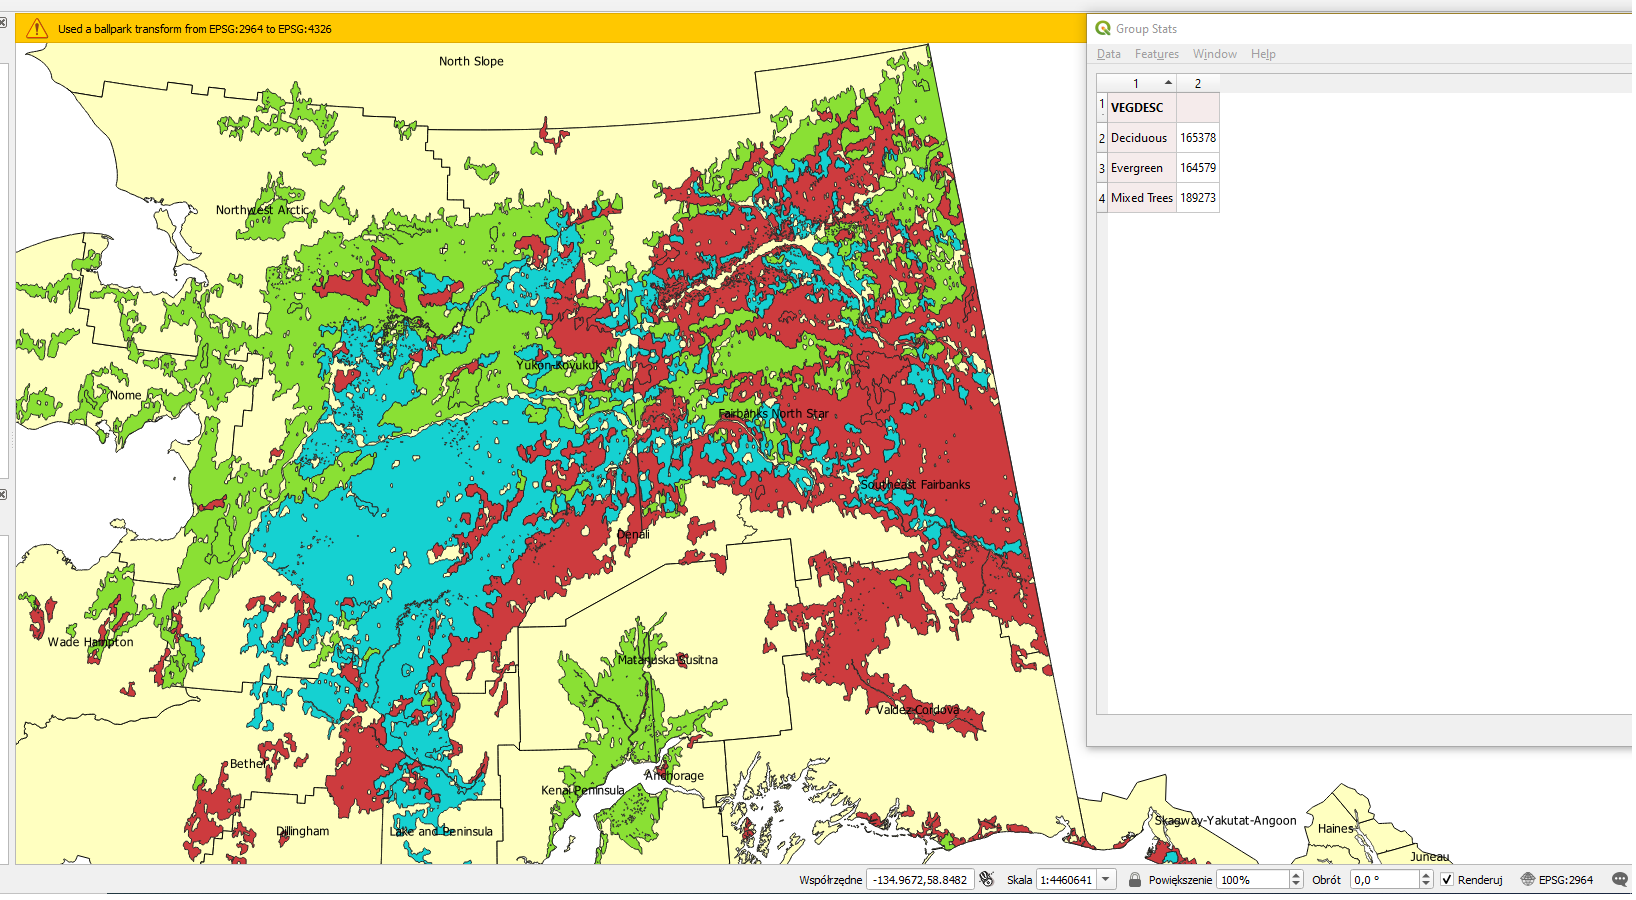 Used a ballpark transform from EPSG:2964 to EPSG:4326
Group Stats
Data Features Window Help
1 2
1 VEGDESC
2 Deciduous 165378
3 Evergreen 164579
4 Mixed Trees 189273
North Slope
Northwest Arctic
Nome
Yukon-Koyukuk
Fairbanks North Star
Southeast Fairbanks
Denali
Wade Hampton
Matanuska-Susitna
Valdez-Cordova
Bethel
Anchorage
Kenai Peninsula
Dillingham
Lake and Peninsula
Skagway-Yakutat-Angoon
Haines
Juneau
Współrzędne -134.9672,58.8482 Skala 1:4460641 Powiększenie 100% Obrót 0,0 ° Renderuj EPSG:2964